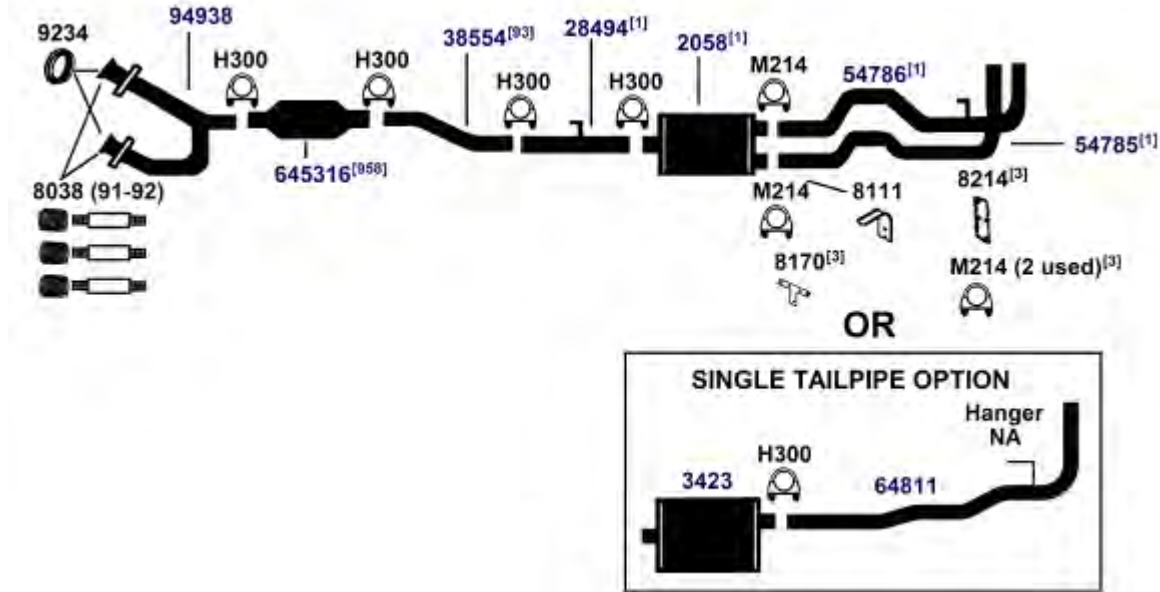 94938
9234
H300
H300
38554[93]
28494[1]
H300
H300
2058[1]
M214
54786[1]
54785[1]
645316[958]
8038 (91-92)
M214
8111
8214[3]
8170[3]
M214 (2 used)[3]
OR
SINGLE TAILPIPE OPTION
Hanger
NA
H300
3423
64811